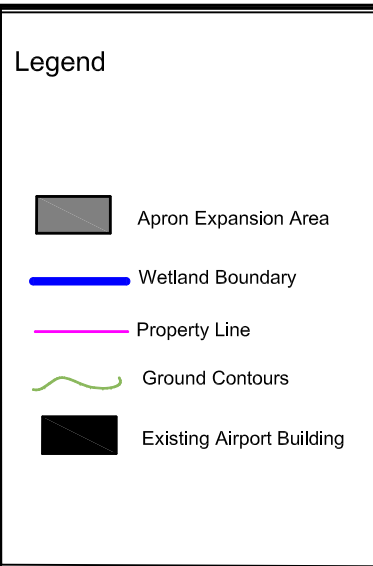 Legend
Apron Expansion Area
Wetland Boundary
Property Line
Ground Contours
Existing Airport Building